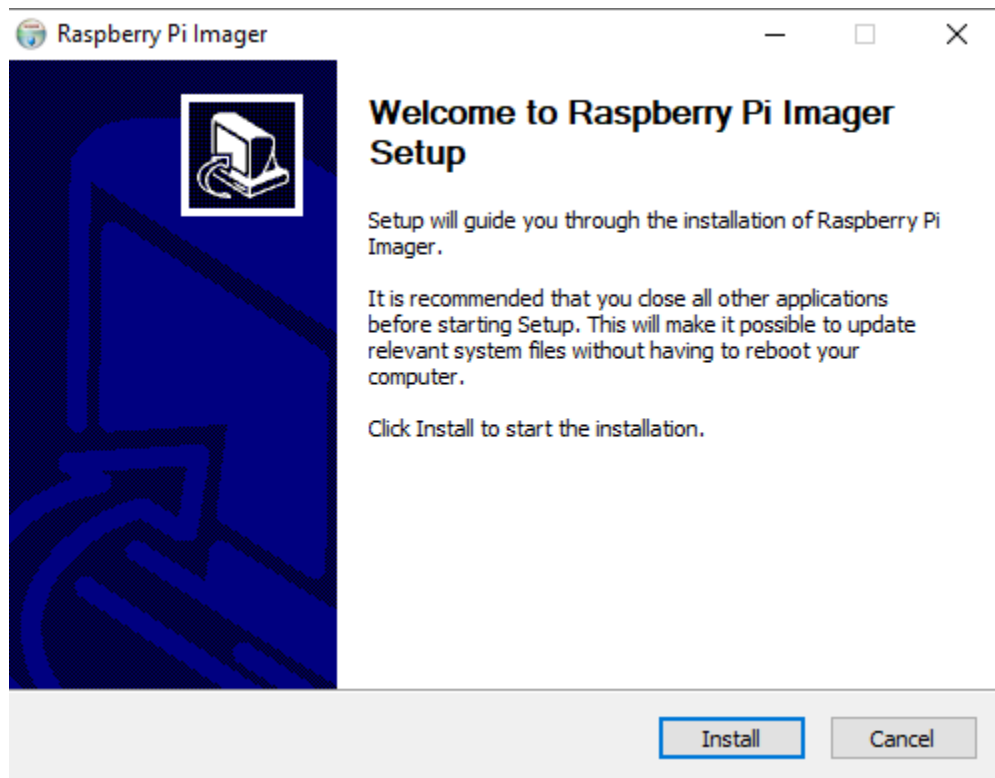 Raspberry Pi Imager
Welcome to Raspberry Pi Imager
Setup
Setup will guide you through the installation of Raspberry Pi
Imager.
It is recommended that you close all other applications
before starting Setup. This will make it possible to update
relevant system files without having to reboot your
computer.
Click Install to start the installation.
Install
Cancel